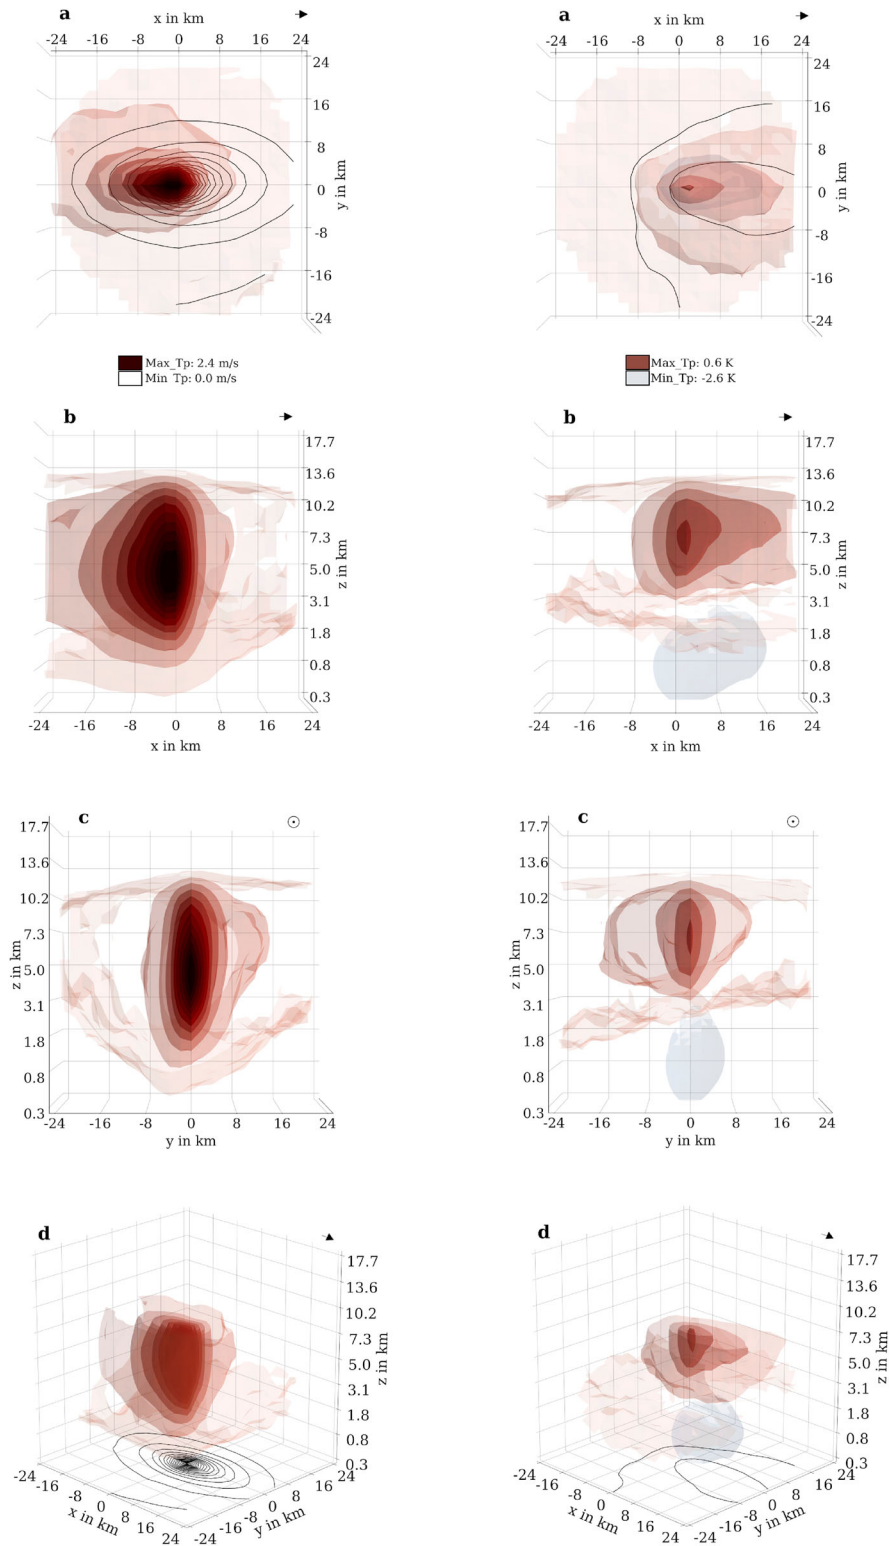 a
x in km
-24 -16 -8 0 8 16 24
24
16
8
0
-8
-16
-24
y in km
Max_Tp: 2.4 m/s
Min_Tp: 0.0 m/s
a
x in km
-24 -16 -8 0 8 16 24
24
16
8
0
-8
-16
-24
y in km
Max_Tp: 0.6 K
Min_Tp: -2.6 K
b
17.7
13.6
10.2
7.3
5.0
3.1
1.8
0.8
0.3
z in km
-24 -16 -8 0 8 16 24
x in km
b
17.7
13.6
10.2
7.3
5.0
3.1
1.8
0.8
0.3
z in km
-24 -16 -8 0 8 16 24
x in km
c
17.7
13.6
10.2
7.3
5.0
3.1
1.8
0.8
0.3
z in km
-24 -16 -8 0 8 16 24
y in km
c
17.7
13.6
10.2
7.3
5.0
3.1
1.8
0.8
0.3
z in km
-24 -16 -8 0 8 16 24
y in km
d
17.7
13.6
10.2
7.3
5.0
3.1
1.8
0.8
0.3
z in km
-24 -16 -8 0 8 16 24
x in km
-24 -16 -8 0 8 16 24
y in km
d
17.7
13.6
10.2
7.3
5.0
3.1
1.8
0.8
0.3
z in km
-24 -16 -8 0 8 16 24
x in km
-24 -16 -8 0 8 16 24
y in km